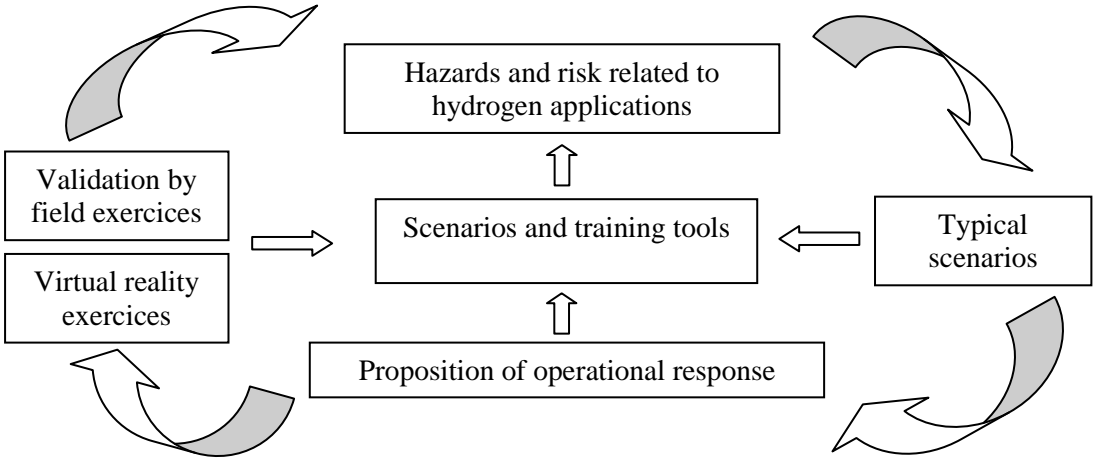 Hazards and risk related to
hydrogen applications
Validation by
field exercices
Virtual reality
exercices
Scenarios and training tools
Typical
scenarios
Proposition of operational response